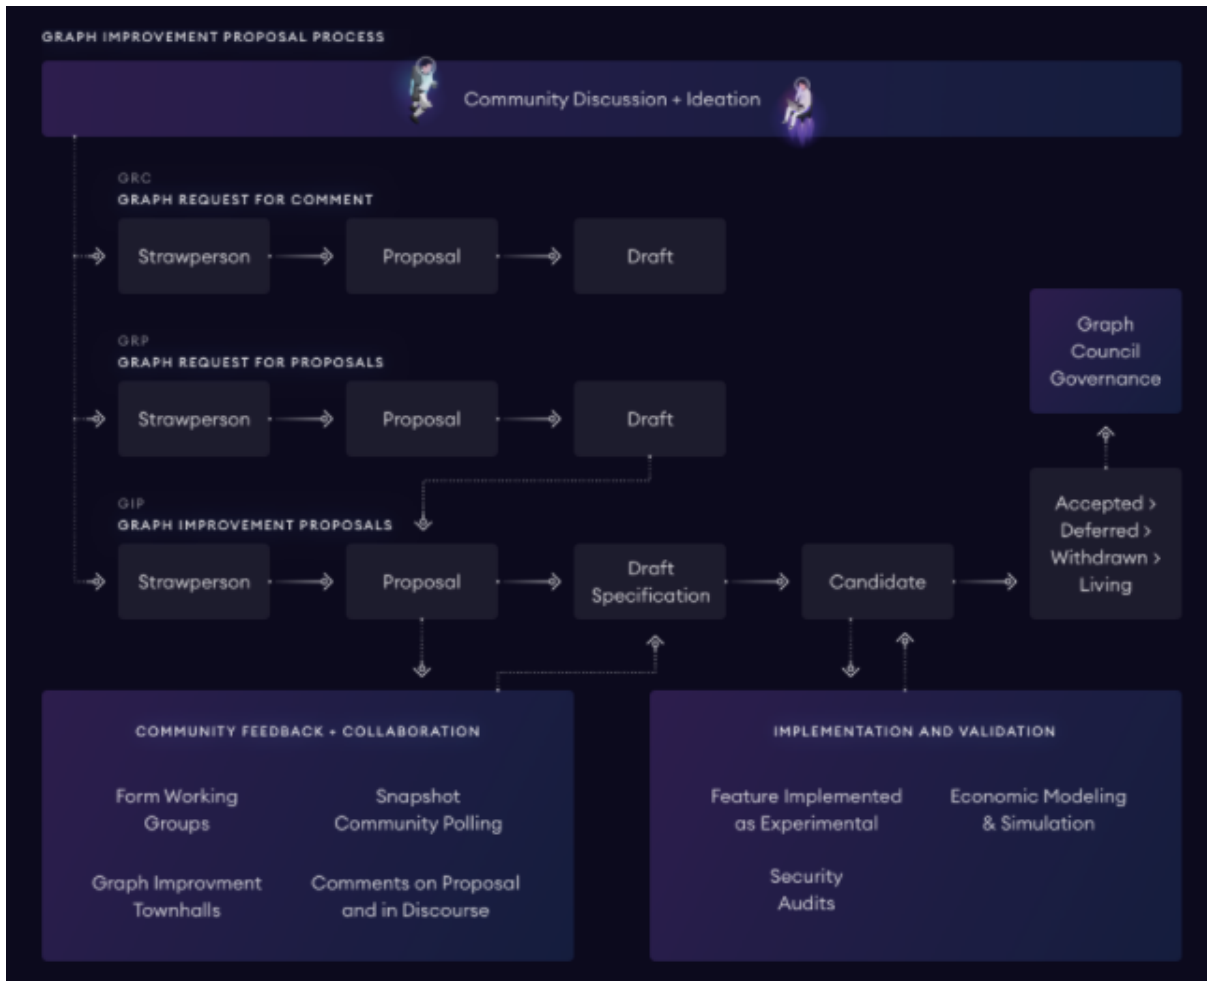 GRAPH IMPROVEMENT PROPOSAL PROCESS
Community Discussion + Ideation
GRC
GRAPH REQUEST FOR COMMENT
Strawperson
Proposal
Draft
GRP
GRAPH REQUEST FOR PROPOSALS
Strawperson
Proposal
Draft
Graph
Council
Governance
GIP
GRAPH IMPROVEMENT PROPOSALS
Strawperson
Proposal
Draft
Specification
Candidate
Accepted >
Deferred >
Withdrawn >
Living
COMMUNITY FEEDBACK + COLLABORATION
Form Working
Groups
Snapshot
Community Polling
Graph Improvment
Townhalls
Comments on Proposal
and in Discourse
IMPLEMENTATION AND VALIDATION
Feature Implemented
as Experimental
Economic Modeling
& Simulation
Security
Audits